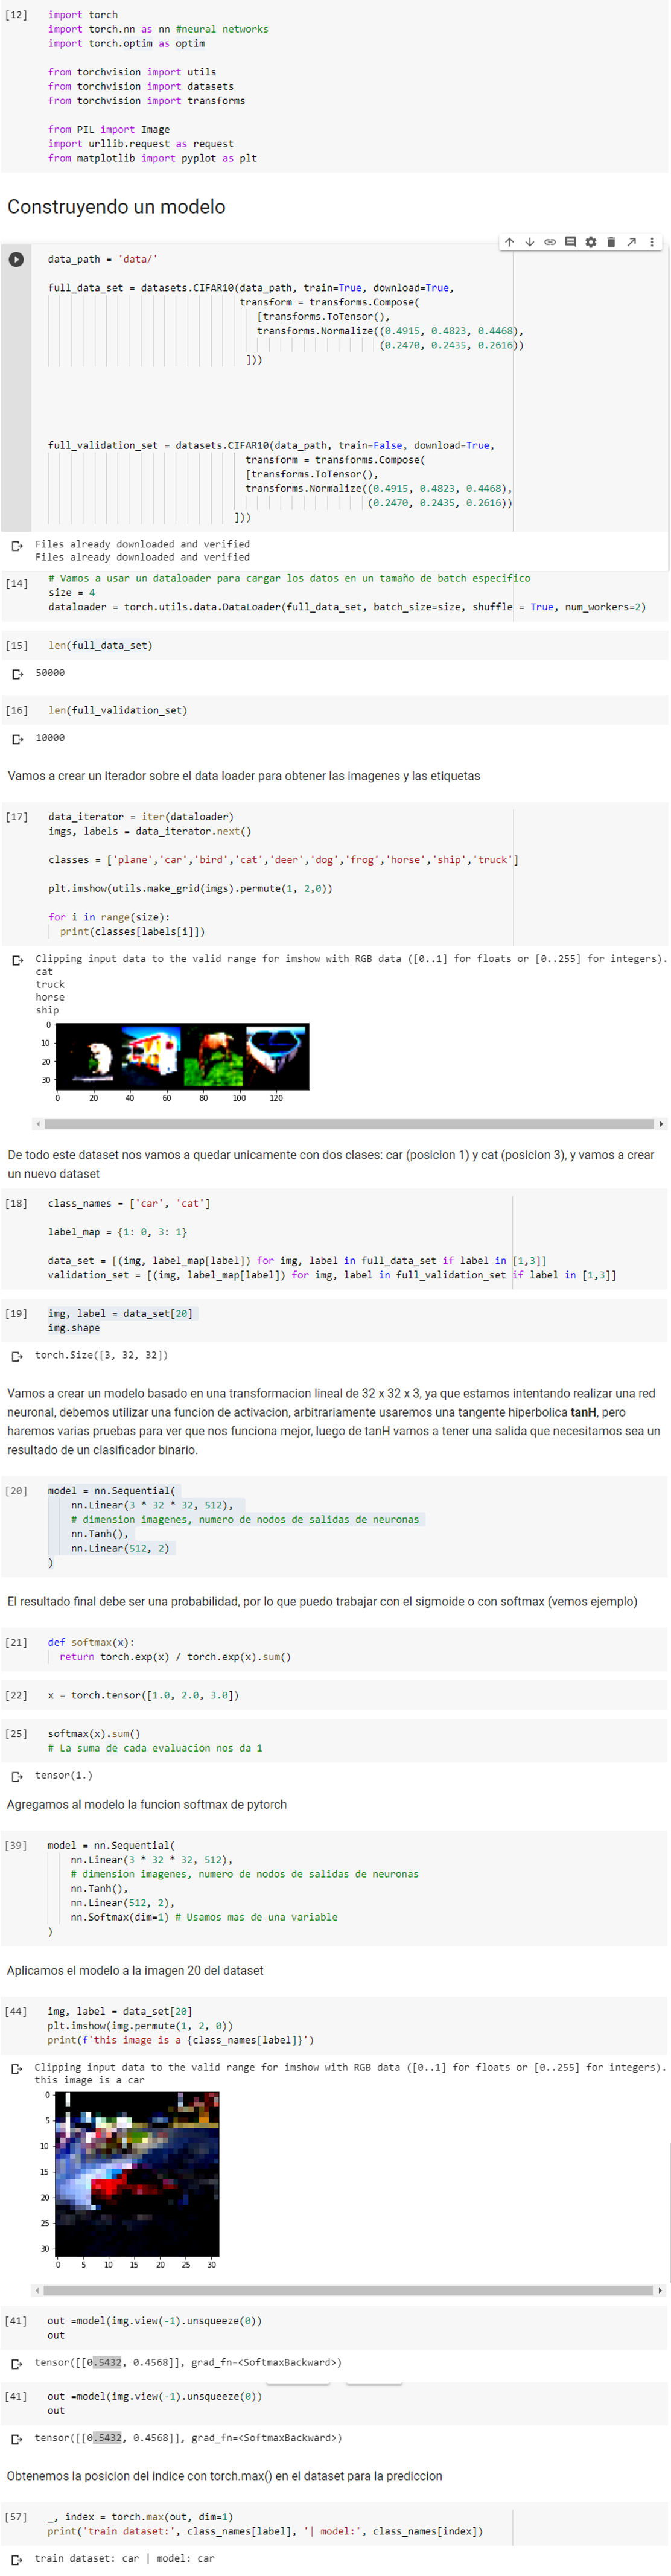 [12] import torch
import torch.nn as nn #neural networks
import torch.optim as optim
from torchvision import utils
from torchvision import datasets
from torchvision import transforms
from PIL import Image
import urllib.request as request
from matplotlib import pyplot as plt
Construyendo un modelo
data_path = 'data/'
full_data_set = datasets.CIFAR10(data_path, train=True, download=True,
transform = transforms.Compose(
[transforms.ToTensor(),
transforms.Normalize((0.4915, 0.4823, 0.4468),
(0.2470, 0.2435, 0.2616))
]))
full_validation_set = datasets.CIFAR10(data_path, train=False, download=True,
transform = transforms.Compose(
[transforms.ToTensor(),
transforms.Normalize((0.4915, 0.4823, 0.4468),
(0.2470, 0.2435, 0.2616))
]))
Files already downloaded and verified
Files already downloaded and verified
[14] # Vamos a usar un dataloader para cargar los datos en un tamaño de batch especifico
size = 4
dataloader = torch.utils.data.DataLoader(full_data_set, batch_size=size, shuffle = True, num_workers=2)
[15] len(full_data_set)
50000
[16] len(full_validation_set)
10000
Vamos a crear un iterador sobre el data loader para obtener las imagenes y las etiquetas
[17] data_iterator = iter(dataloader)
imgs, labels = data_iterator.next()
classes = ['plane','car','bird','cat','deer','dog','frog','horse','ship','truck']
plt.imshow(utils.make_grid(imgs).permute(1, 2,0))
for i in range(size):
print(classes[labels[i]])
Clipping input data to the valid range for imshow with RGB data ([0..1] for floats or [0..255] for integers).
cat
truck
horse
ship
0
10
20
30
0 20 40 60 80 100 120
De todo este dataset nos vamos a quedar unicamente con dos clases: car (posicion 1) y cat (posicion 3), y vamos a crear
un nuevo dataset
[18] class_names = ['car', 'cat']
label_map = {1: 0, 3: 1}
data_set = [(img, label_map[label]) for img, label in full_data_set if label in [1,3]]
validation_set = [(img, label_map[label]) for img, label in full_validation_set if label in [1,3]]
[19] img, label = data_set[20]
img.shape
torch.Size([3, 32, 32])
Vamos a crear un modelo basado en una transformacion lineal de 32 x 32 x 3, ya que estamos intentando realizar una red
neuronal, debemos utilizar una funcion de activacion, arbitrariamente usaremos una tangente hiperbolica tanH, pero
haremos varias pruebas para ver que nos funciona mejor, luego de tanH vamos a tener una salida que necesitamos sea un
resultado de un clasificador binario.
[20] model = nn.Sequential(
nn.Linear(3 * 32 * 32, 512),
# dimension imagenes, numero de nodos de salidas de neuronas
nn.Tanh(),
nn.Linear(512, 2)
)
El resultado final debe ser una probabilidad, por lo que puedo trabajar con el sigmoide o con softmax (vemos ejemplo)
[21] def softmax(x):
return torch.exp(x) / torch.exp(x).sum()
[22] x = torch.tensor([1.0, 2.0, 3.0])
[25] softmax(x).sum()
# La suma de cada evaluacion nos da 1
tensor(1.)
Agregamos al modelo la funcion softmax de pytorch
[39] model = nn.Sequential(
nn.Linear(3 * 32 * 32, 512),
# dimension imagenes, numero de nodos de salidas de neuronas
nn.Tanh(),
nn.Linear(512, 2),
nn.Softmax(dim=1) # Usamos mas de una variable
)
Aplicamos el modelo a la imagen 20 del dataset
[44] img, label = data_set[20]
plt.imshow(img.permute(1, 2, 0))
print(f'this image is a {class_names[label]}')
Clipping input data to the valid range for imshow with RGB data ([0..1] for floats or [0..255] for integers).
this image is a car
0
5
10
15
20
25
30
0 5 10 15 20 25 30
[41] out =model(img.view(-1).unsqueeze(0))
out
tensor([[0.5432, 0.4568]], grad_fn=<SoftmaxBackward>)
[41] out =model(img.view(-1).unsqueeze(0))
out
tensor([[0.5432, 0.4568]], grad_fn=<SoftmaxBackward>)
Obtenemos la posicion del indice con torch.max() en el dataset para la prediccion
[57] _, index = torch.max(out, dim=1)
print('train dataset:', class_names[label], '| model:', class_names[index])
train dataset: car | model: car